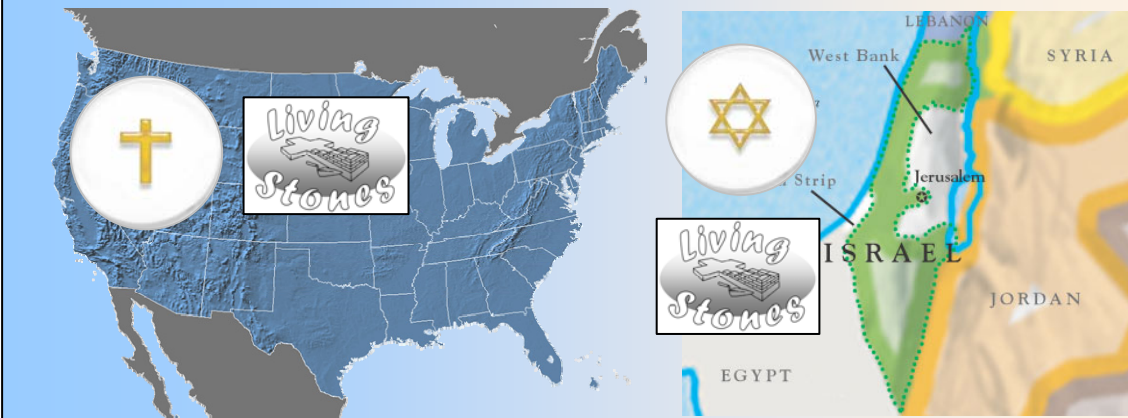 Living
Stones
LEBANON
West Bank
SYRIA
Strip
Jerusalem
Living
Stones
ISRAEL
JORDAN
EGYPT